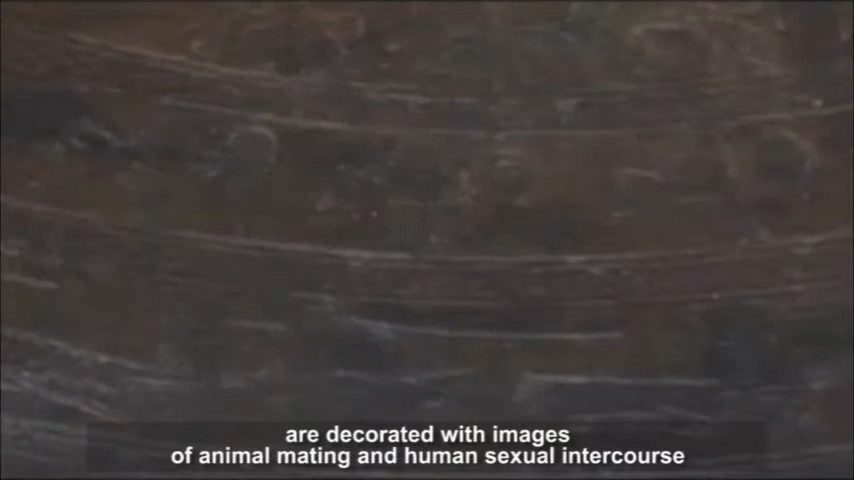 are decorated with images
of animal mating and human sexual intercourse